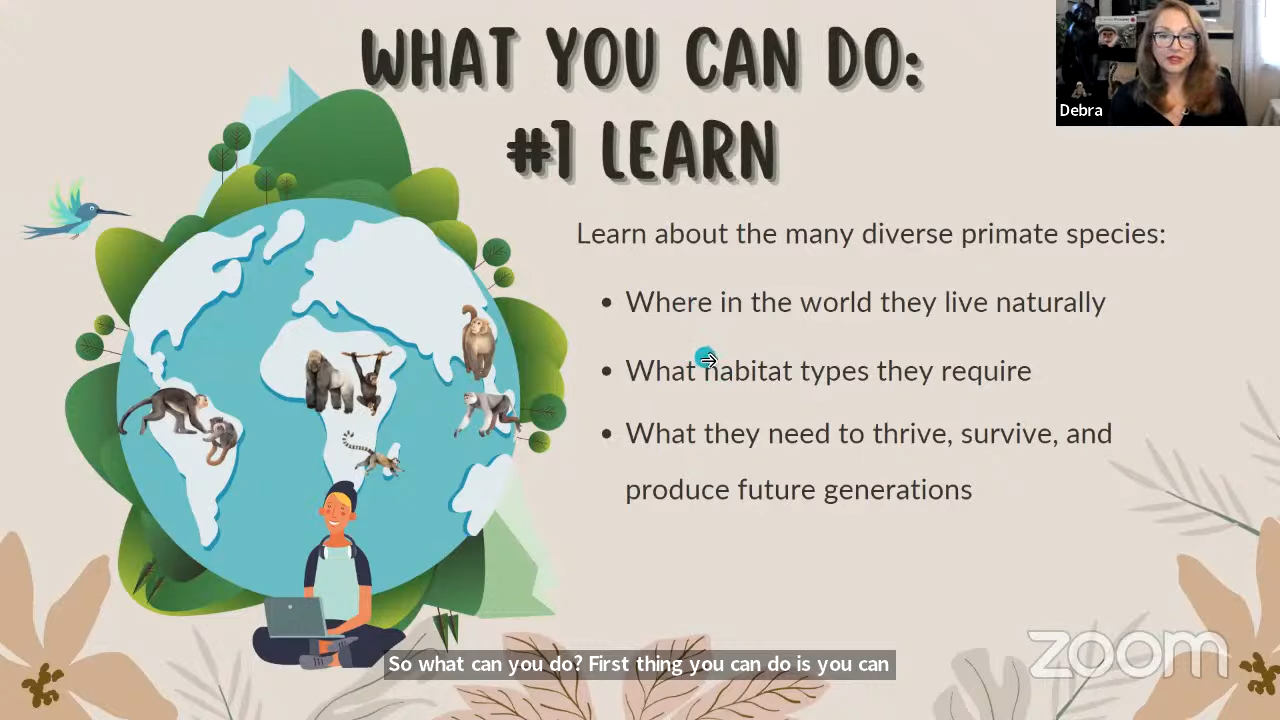 WHAT YOU CAN DO:
#1 LEARN
Debra
Learn about the many diverse primate species:
• Where in the world they live naturally
• What habitat types they require
• What they need to thrive, survive, and
produce future generations
So what can you do? First thing you can do is you can
zoom